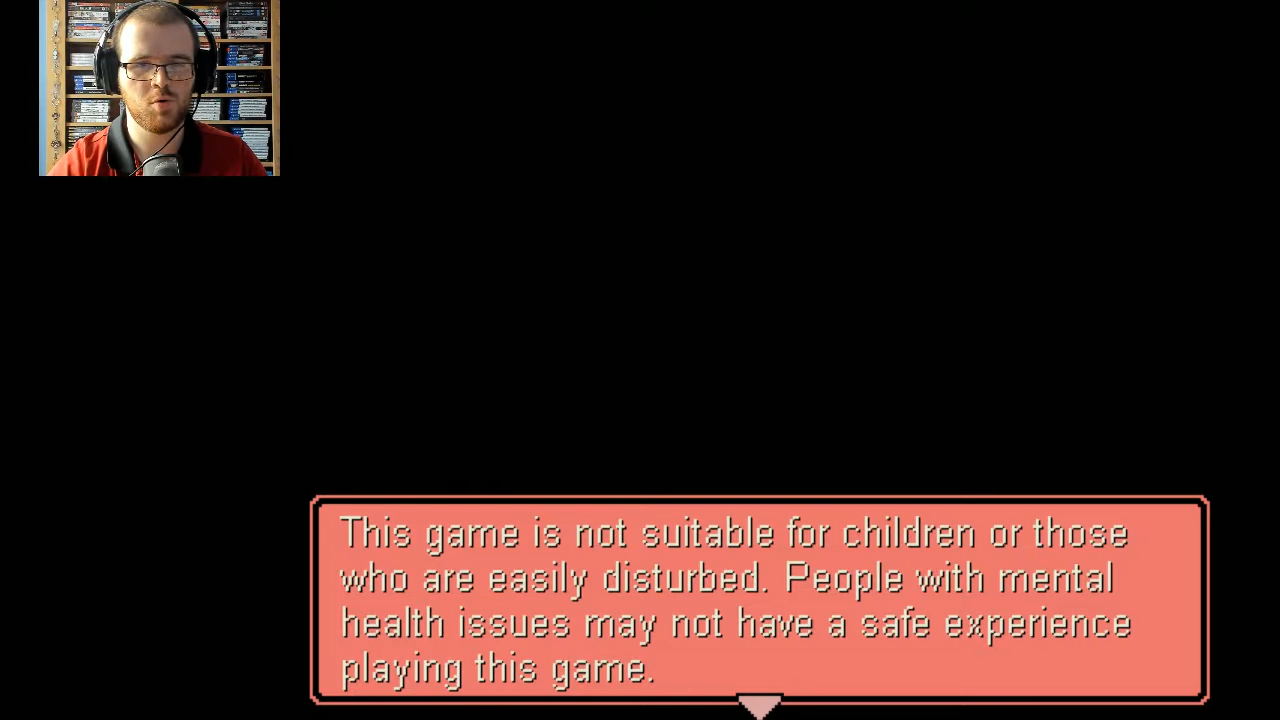 This game is not suitable for children or those
who are easily disturbed. People with mental
health issues may not have a safe experience
playing this game.